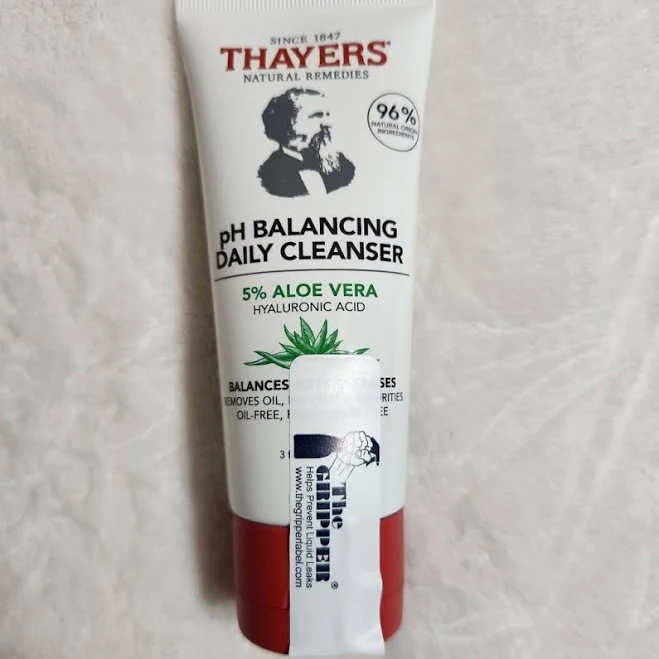 SINCE 1847
THAYERS®
NATURAL REMEDIES
96%
NATURAL ORIGIN
INGREDIENTS
pH BALANCING
DAILY CLEANSER
5% ALOE VERA
HYALURONIC ACID
BALANCES
REMOVES OIL,
OIL-FREE,
3
The
GRIPPER®
Helps Prevent Liquid Leaks
www.thegripperlabel.com